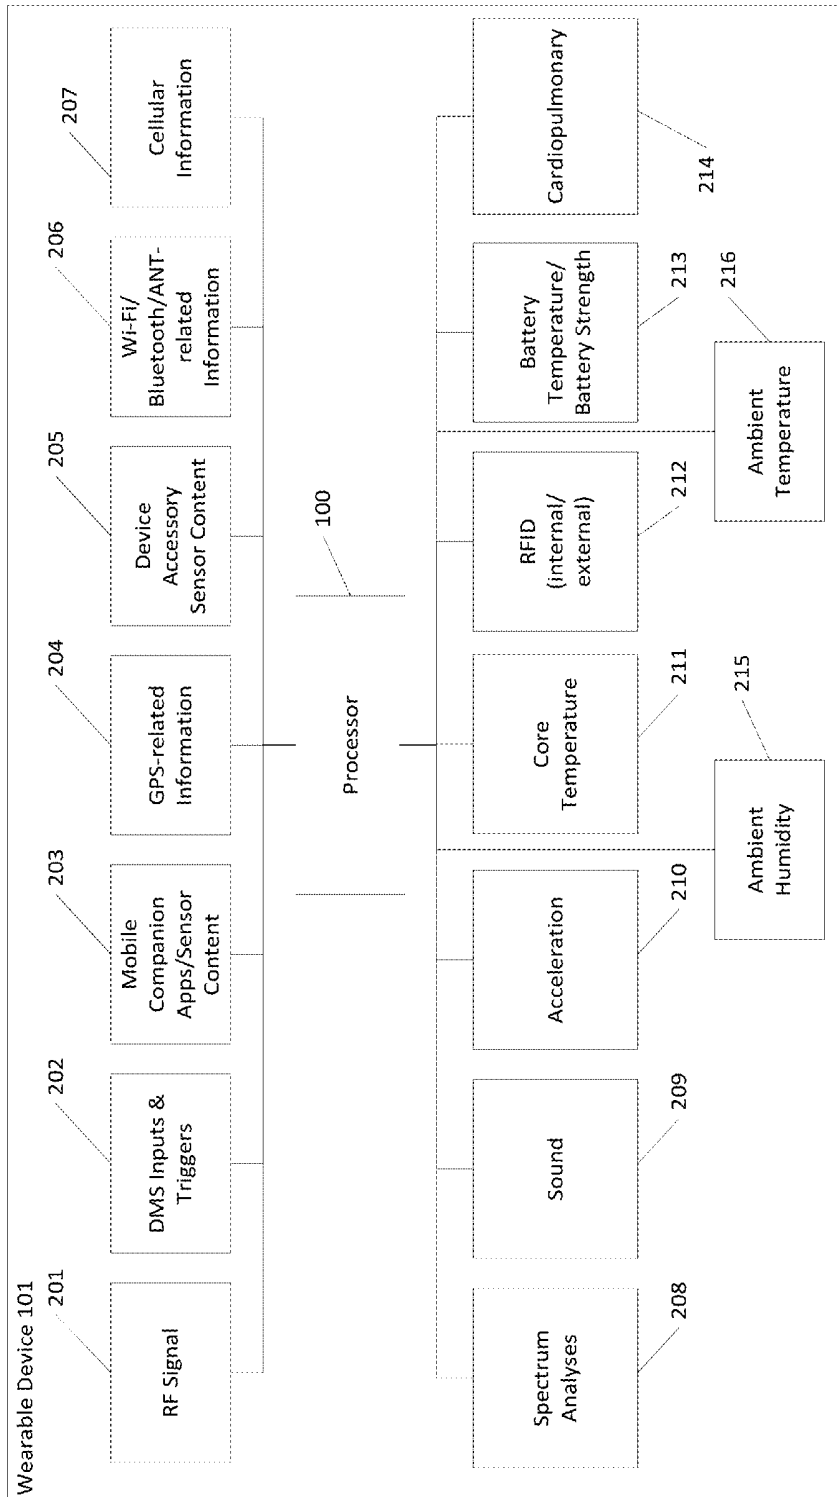 Wearable Device 101
201
202
203
204
205
206
207
RF Signal
DMS Inputs &
Triggers
Mobile
Companion
Apps/Sensor
Content
GPS-related
Information
Device
Accessory
Sensor Content
Wi-Fi/
Bluetooth/ANT-
related
Information
Cellular
Information
Processor
100
Spectrum
Analyses
Sound
Acceleration
Core
Temperature
RFID
(internal/
external)
Battery
Temperature/
Battery Strength
Cardiopulmonary
208
209
210
211
212
213
214
215
216
Ambient
Humidity
Ambient
Temperature